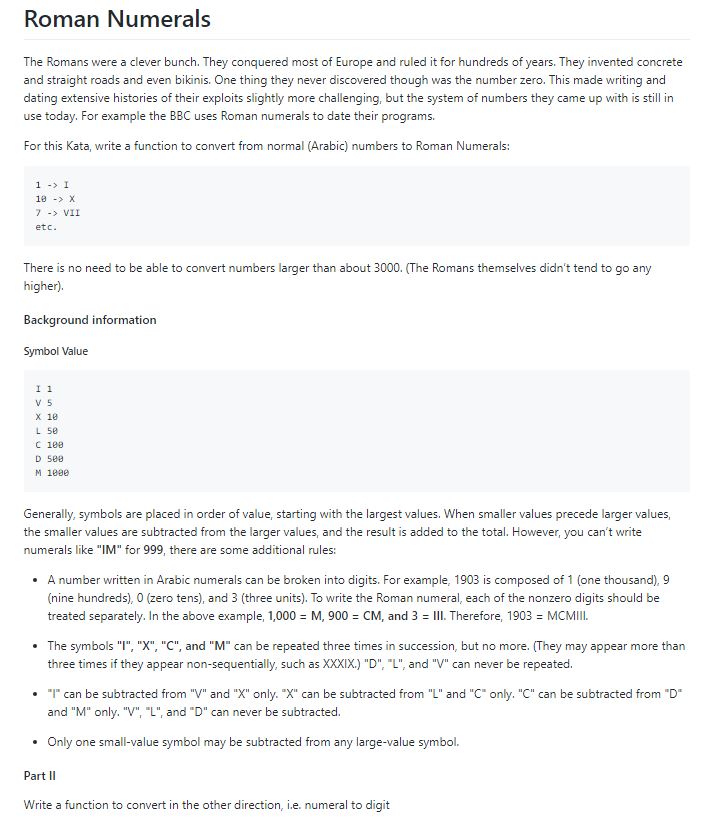 Roman Numerals
The Romans were a clever bunch. They conquered most of Europe and ruled it for hundreds of years. They invented concrete
and straight roads and even bikinis. One thing they never discovered though was the number zero. This made writing and
dating extensive histories of their exploits slightly more challenging, but the system of numbers they came up with is still in
use today. For example the BBC uses Roman numerals to date their programs.
For this Kata, write a function to convert from normal (Arabic) numbers to Roman Numerals:
1 -> I
10 -> X
7 -> VII
etc.
There is no need to be able to convert numbers larger than about 3000. (The Romans themselves didn't tend to go any
higher).
Background information
Symbol Value
I 1
V 5
X 10
L 50
C 100
D 500
M 1000
Generally, symbols are placed in order of value, starting with the largest values. When smaller values precede larger values,
the smaller values are subtracted from the larger values, and the result is added to the total. However, you can't write
numerals like "IM" for 999, there are some additional rules:
• A number written in Arabic numerals can be broken into digits. For example, 1903 is composed of 1 (one thousand), 9
(nine hundreds), 0 (zero tens), and 3 (three units). To write the Roman numeral, each of the nonzero digits should be
treated separately. In the above example, 1,000 = M, 900 = CM, and 3 = III. Therefore, 1903 = MCMIII.
• The symbols "I", "X", "C", and "M" can be repeated three times in succession, but no more. (They may appear more than
three times if they appear non-sequentially, such as XXXIX.) "D", "L", and "V" can never be repeated.
• "I" can be subtracted from "V" and "X" only. "X" can be subtracted from "L" and "C" only. "C" can be subtracted from "D"
and "M" only. "V", "L", and "D" can never be subtracted.
• Only one small-value symbol may be subtracted from any large-value symbol.
Part II
Write a function to convert in the other direction, i.e. numeral to digit